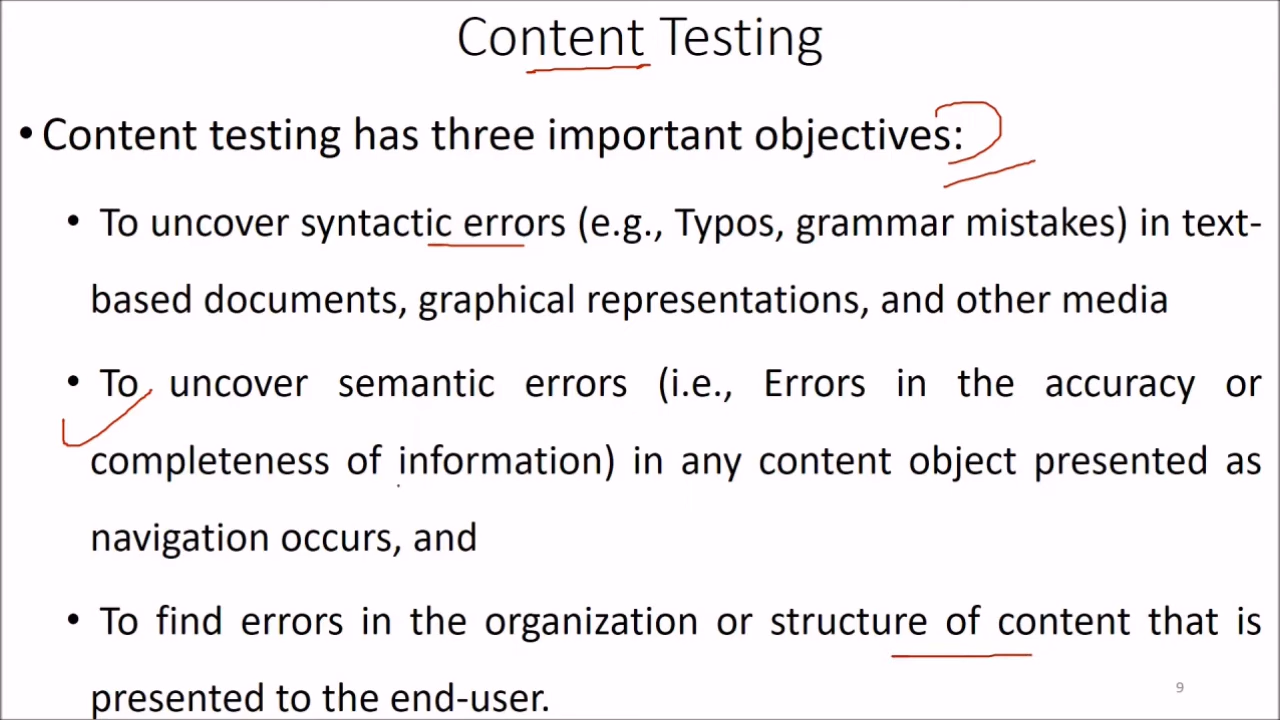 Content Testing
• Content testing has three important objectives:
• To uncover syntactic errors (e.g., Typos, grammar mistakes) in text-
based documents, graphical representations, and other media
• To uncover semantic errors (i.e., Errors in the accuracy or
completeness of information) in any content object presented as
navigation occurs, and
• To find errors in the organization or structure of content that is
presented to the end-user.
9